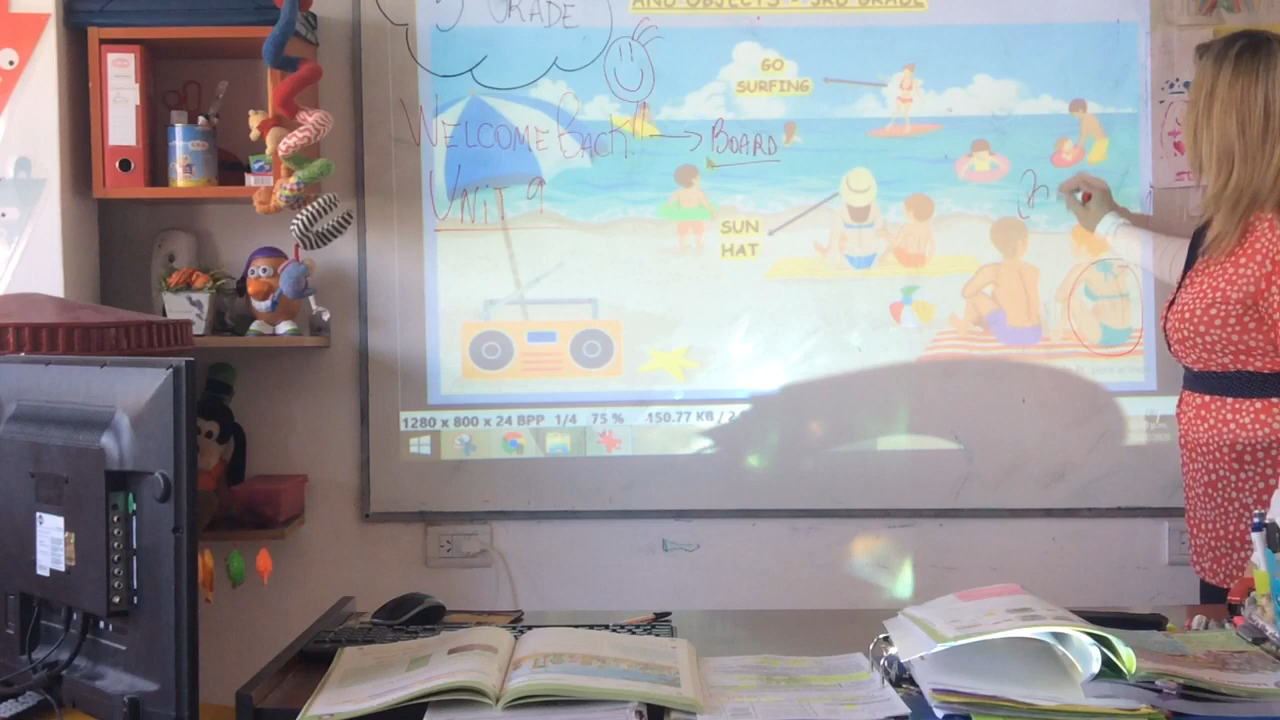 GRADE
AND OBJECTS - 3RD GRADE
GO
SURFING
WELCOME BACK!! → BOARD
UNIT 9
SUN
HAT
1280 x 800 x 24 BPP 1/4 75 % 150.77 KB / 2